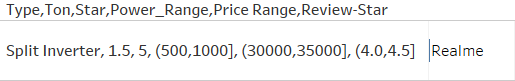 Type,Ton,Star,Power_Range,Price Range,Review-Star
Split Inverter, 1.5, 5, (500,1000], (30000,35000], (4.0,4.5] Realme